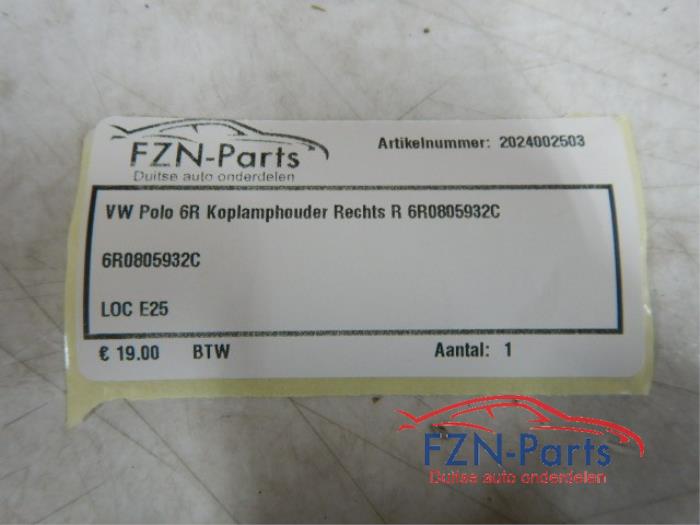 FZN-Parts
Duitse auto onderdelen
Artikelnummer: 2024002503
VW Polo 6R Koplamphouder Rechts R 6R0805932C
6R0805932C
LOC E25
€ 19.00 BTW Aantal: 1
FZN-Parts
Duitse auto onderdelen